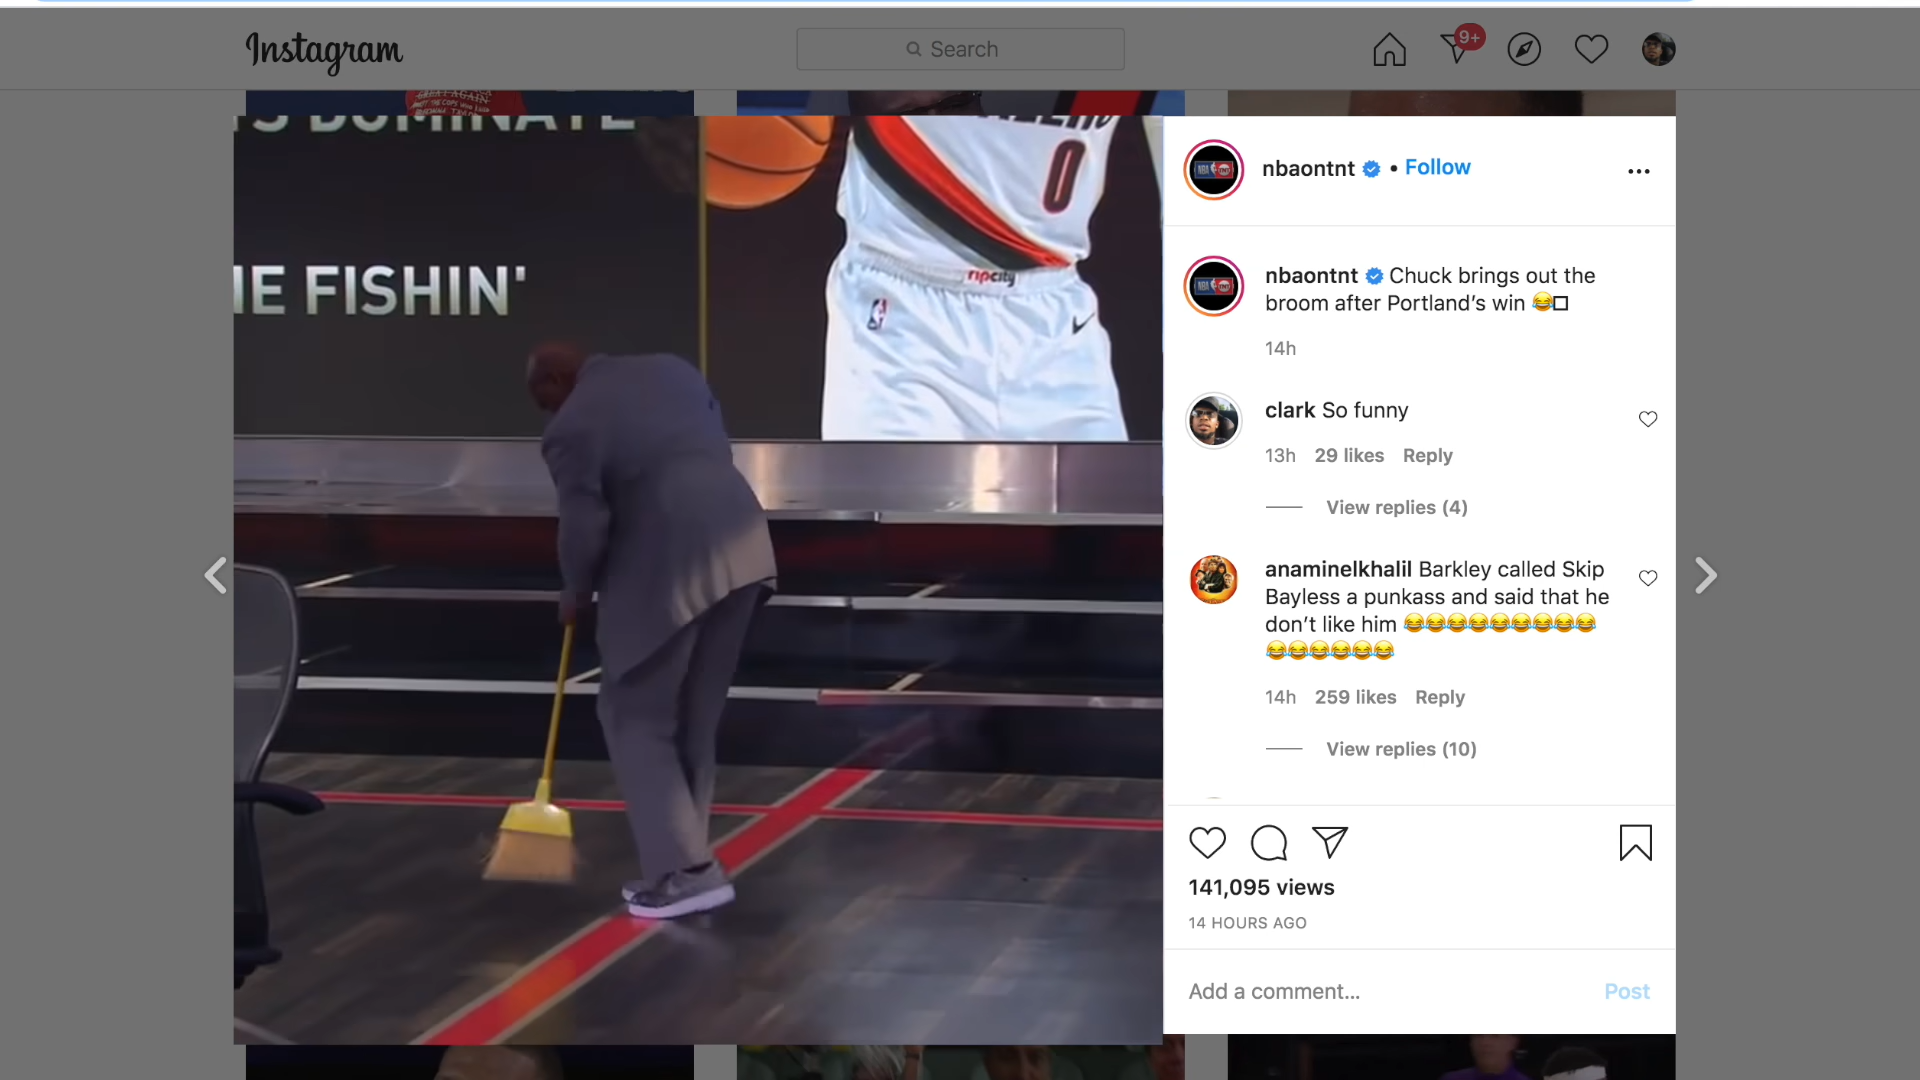 Instagram
Search
9+
GREAT AGAIN
DOMINATE
FISHIN'
0
ripcity
nbaontnt • Follow
nbaontnt Chuck brings out the
broom after Portland’s win 😂□
14h
clark So funny
13h 29 likes Reply
View replies (4)
anaminelkhalil Barkley called Skip
Bayless a punkass and said that he
don’t like him 😂😂😂😂😂😂😂😂😂
😂😂😂😂😂😂
14h 259 likes Reply
View replies (10)
141,095 views
14 HOURS AGO
Add a comment...
Post